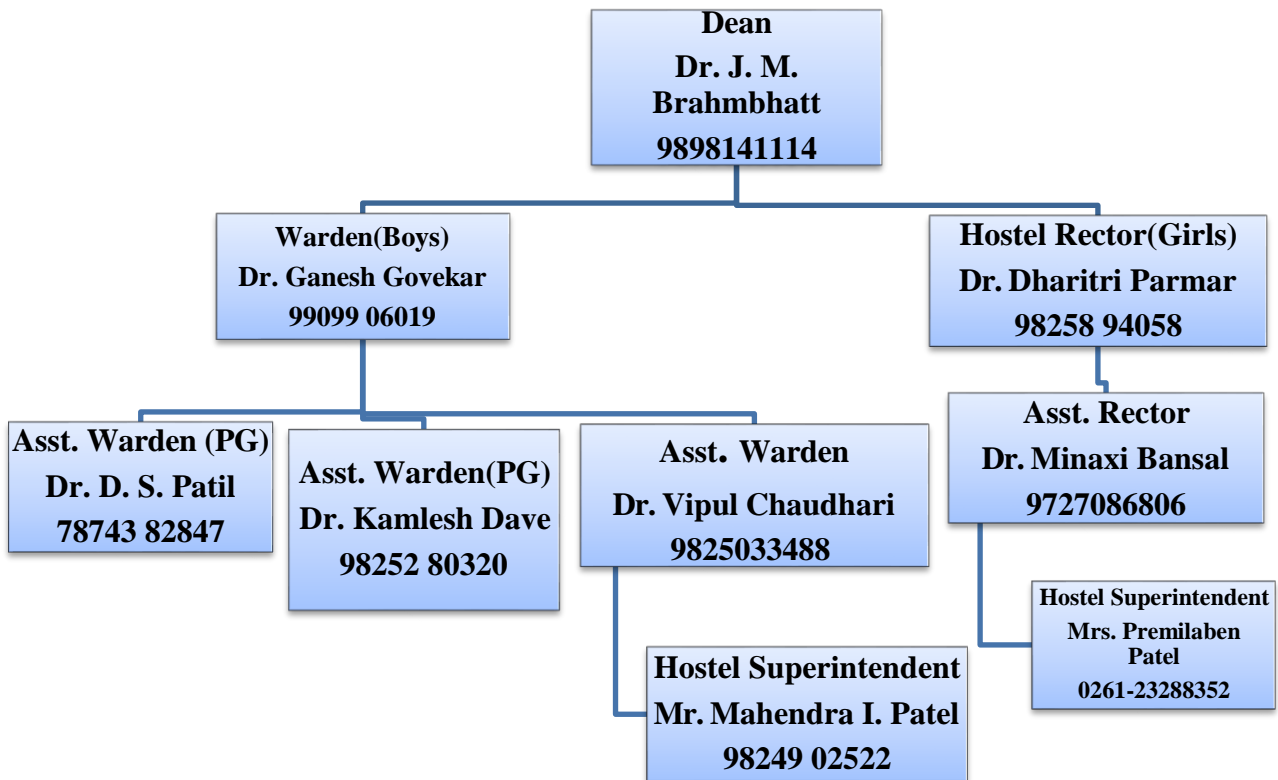 Dean
Dr. J. M.
Brahmbhatt
9898141114
Warden(Boys)
Dr. Ganesh Govekar
99099 06019
Hostel Rector(Girls)
Dr. Dharitri Parmar
98258 94058
Asst. Warden (PG)
Dr. D. S. Patil
78743 82847
Asst. Warden(PG)
Dr. Kamlesh Dave
98252 80320
Asst. Warden
Dr. Vipul Chaudhari
9825033488
Asst. Rector
Dr. Minaxi Bansal
9727086806
Hostel Superintendent
Mr. Mahendra I. Patel
98249 02522
Hostel Superintendent
Mrs. Premilaben
Patel
0261-23288352